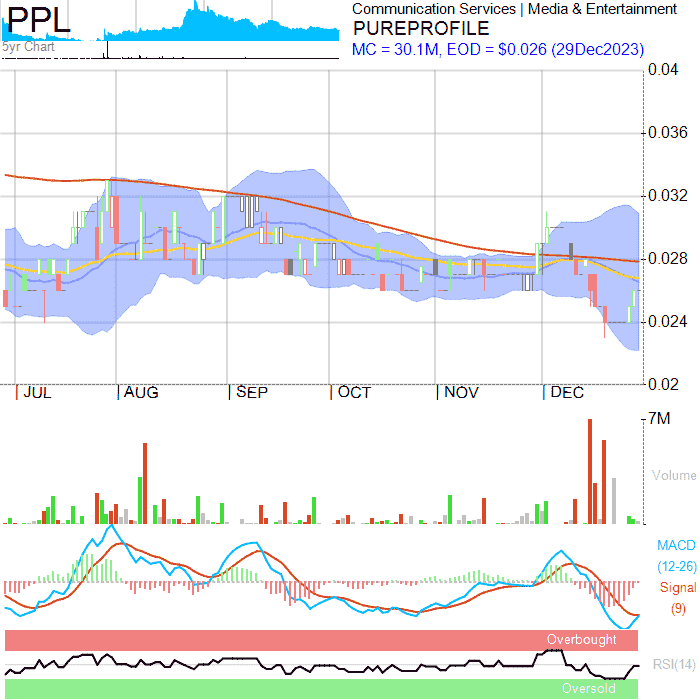 PPL
5yr Chart
Communication Services | Media & Entertainment
PUREPROFILE
MC = 30.1M, EOD = $0.026 (29Dec2023)
0.04
0.036
0.032
0.028
0.024
0.02
JUL AUG SEP OCT NOV DEC
7M
Volume
MACD
(12-26)
Signal
(9)
Overbought
RSI(14)
Oversold